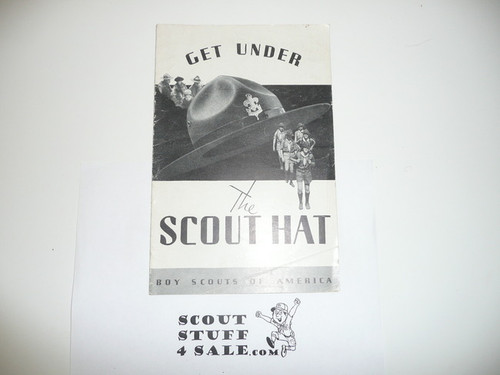 GET UNDER
The
SCOUT HAT
BOY SCOUTS OF AMERICA
SCOUT
STUFF
4 SALE.COM